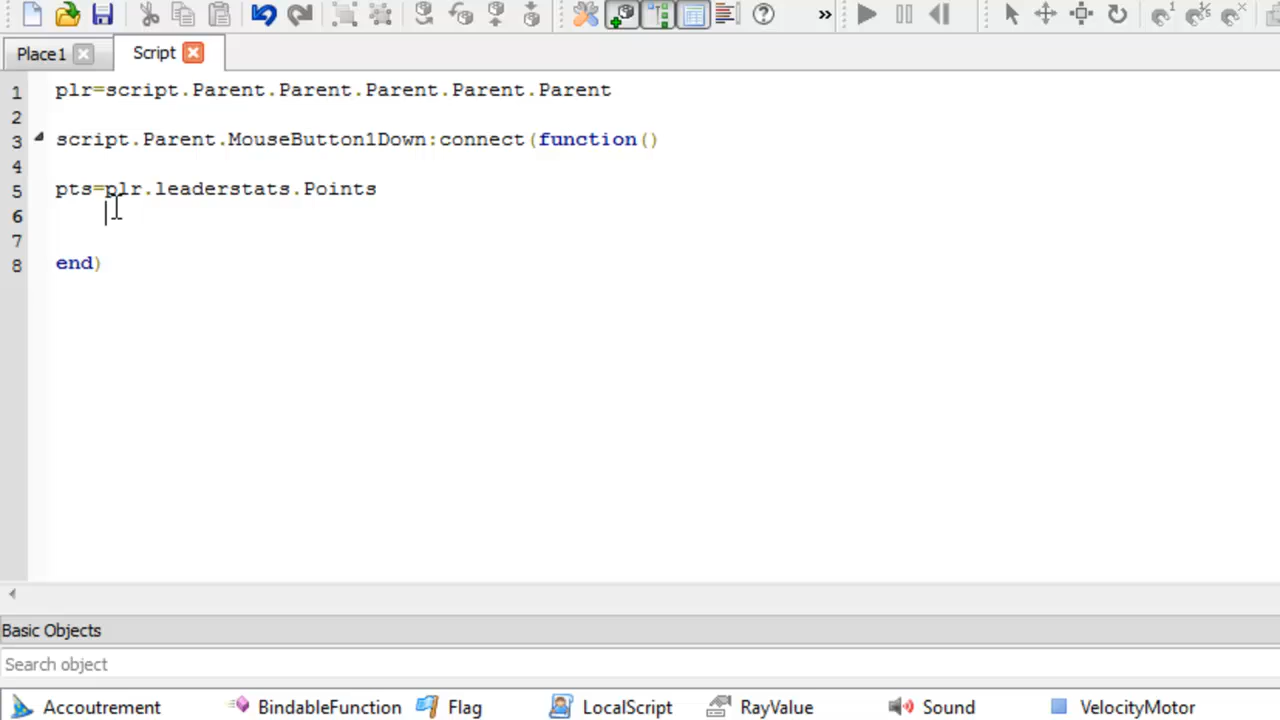 Place1
Script
1 plr=script.Parent.Parent.Parent.Parent.Parent
2
3 script.Parent.MouseButton1Down:connect(function()
4
5 pts=plr.leaderstats.Points
6
7
8 end)
Basic Objects
Search object
Accoutrement BindableFunction Flag LocalScript RayValue Sound VelocityMotor